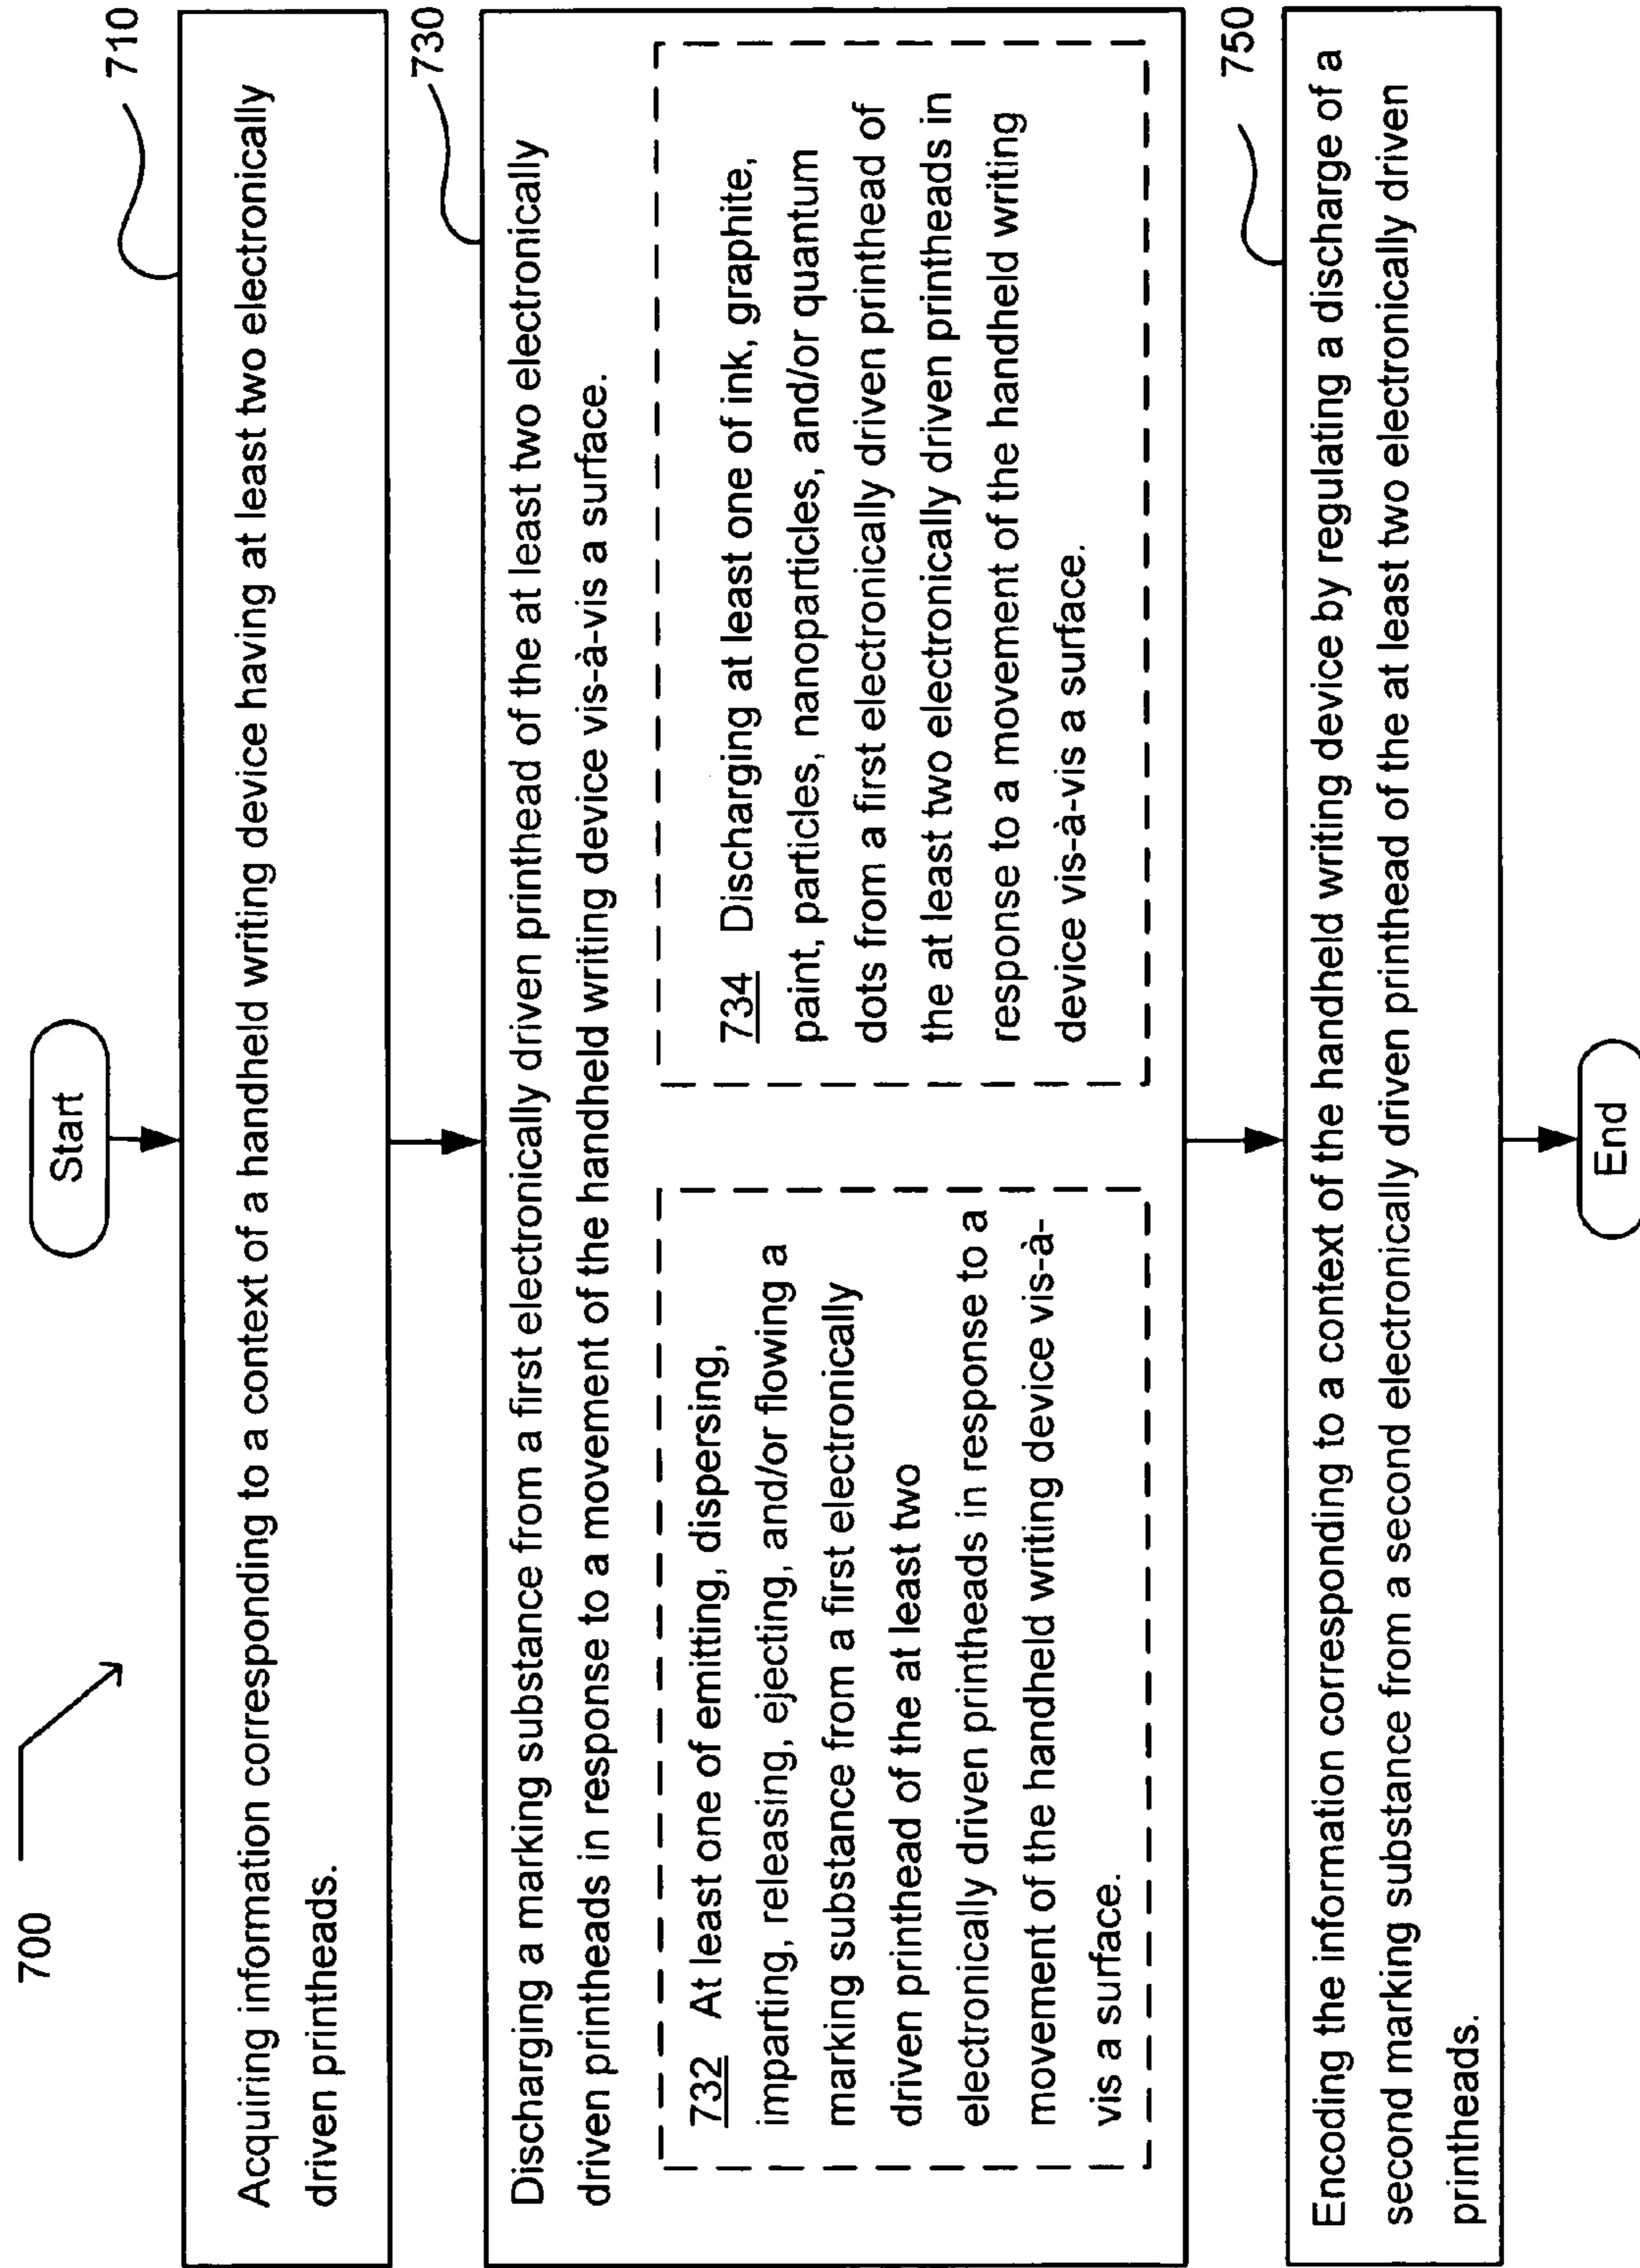 700
Start
710
Acquiring information corresponding to a context of a handheld writing device having at least two electronically
driven printheads.
730
Discharging a marking substance from a first electronically driven printhead of the at least two electronically
driven printheads in response to a movement of the handheld writing device vis-à-vis a surface.
732 At least one of emitting, dispersing,
imparting, releasing, ejecting, and/or flowing a
marking substance from a first electronically
driven printhead of the at least two
electronically driven printheads in response to a
movement of the handheld writing device vis-à-
vis a surface.
734 Discharging at least one of ink, graphite,
paint, particles, nanoparticles, and/or quantum
dots from a first electronically driven printhead of
the at least two electronically driven printheads in
response to a movement of the handheld writing
device vis-à-vis a surface.
750
Encoding the information corresponding to a context of the handheld writing device by regulating a discharge of a
second marking substance from a second electronically driven printhead of the at least two electronically driven
printheads.
End